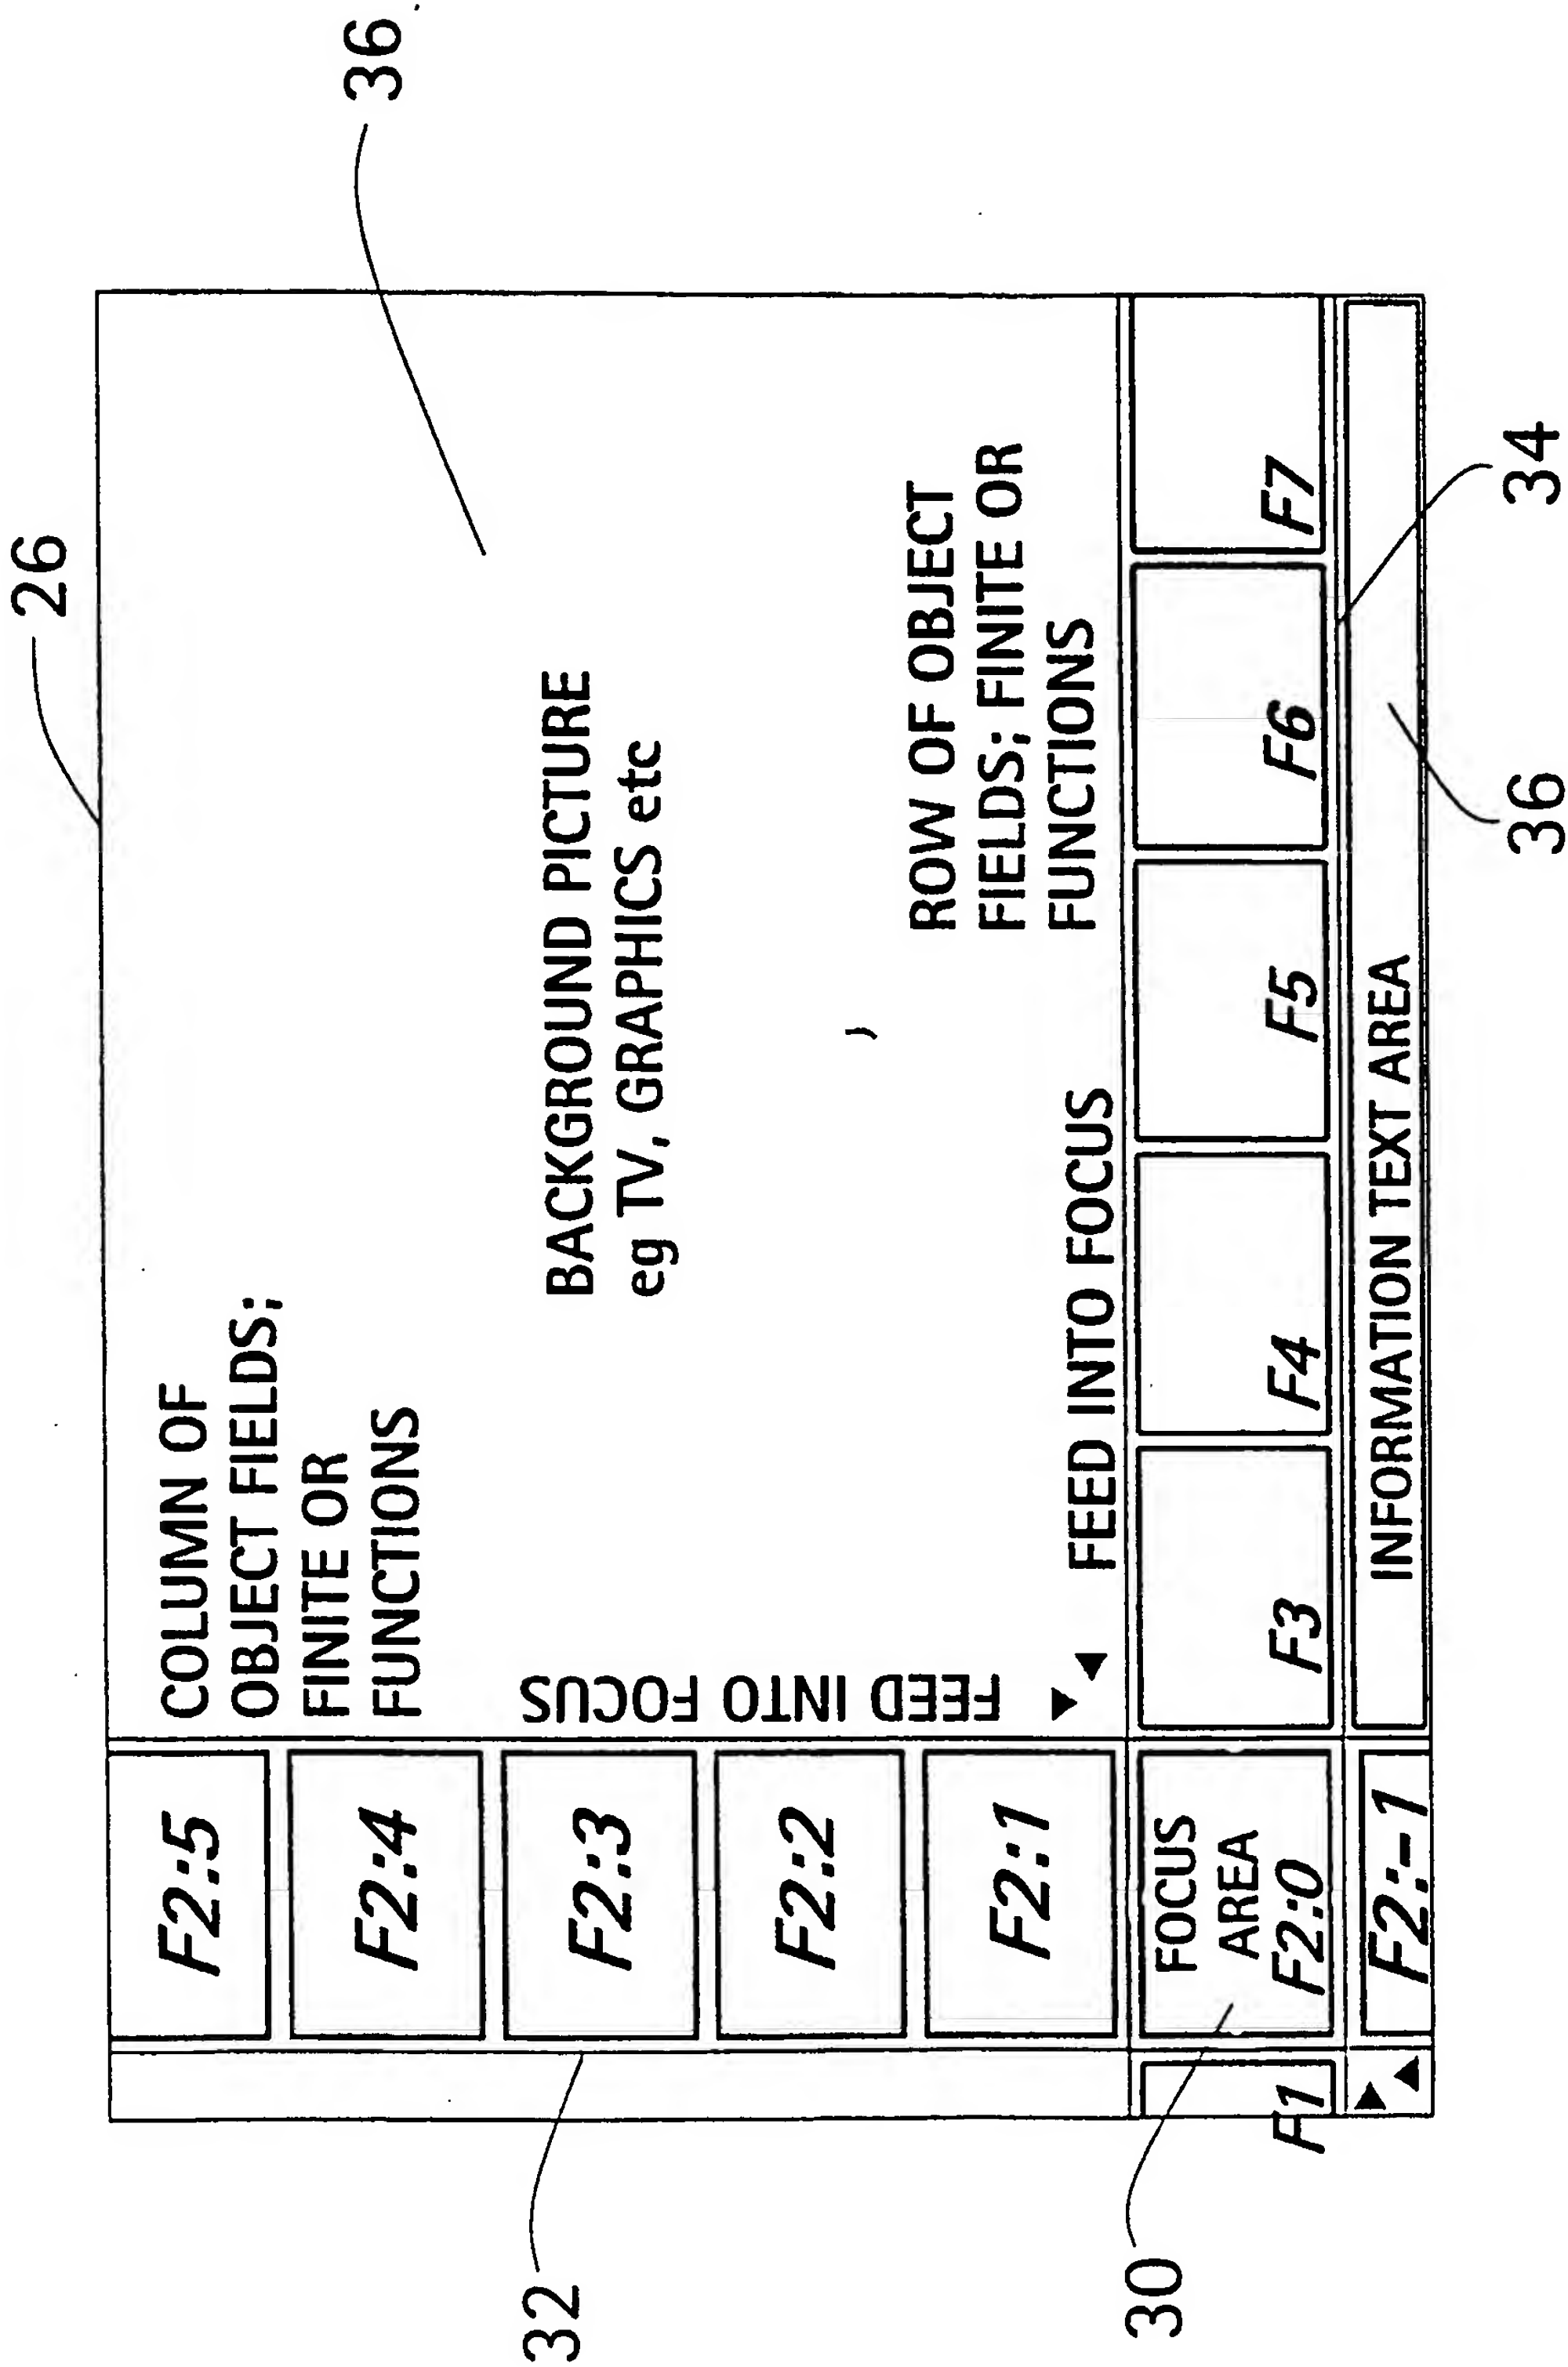 26
36
COLUMN OF
OBJECT FIELDS;
FINITE OR
FUNCTIONS
F2:5
F2:4
F2:3
F2:2
F2:1
32
BACKGROUND PICTURE
eg TV, GRAPHICS etc
FEED INTO FOCUS
ROW OF OBJECT
FIELDS; FINITE OR
FUNCTIONS
FEED INTO FOCUS
30
F1
FOCUS
AREA
F2:0
F3
F4
F5
F6
F7
F2:-1
INFORMATION TEXT AREA
36
34